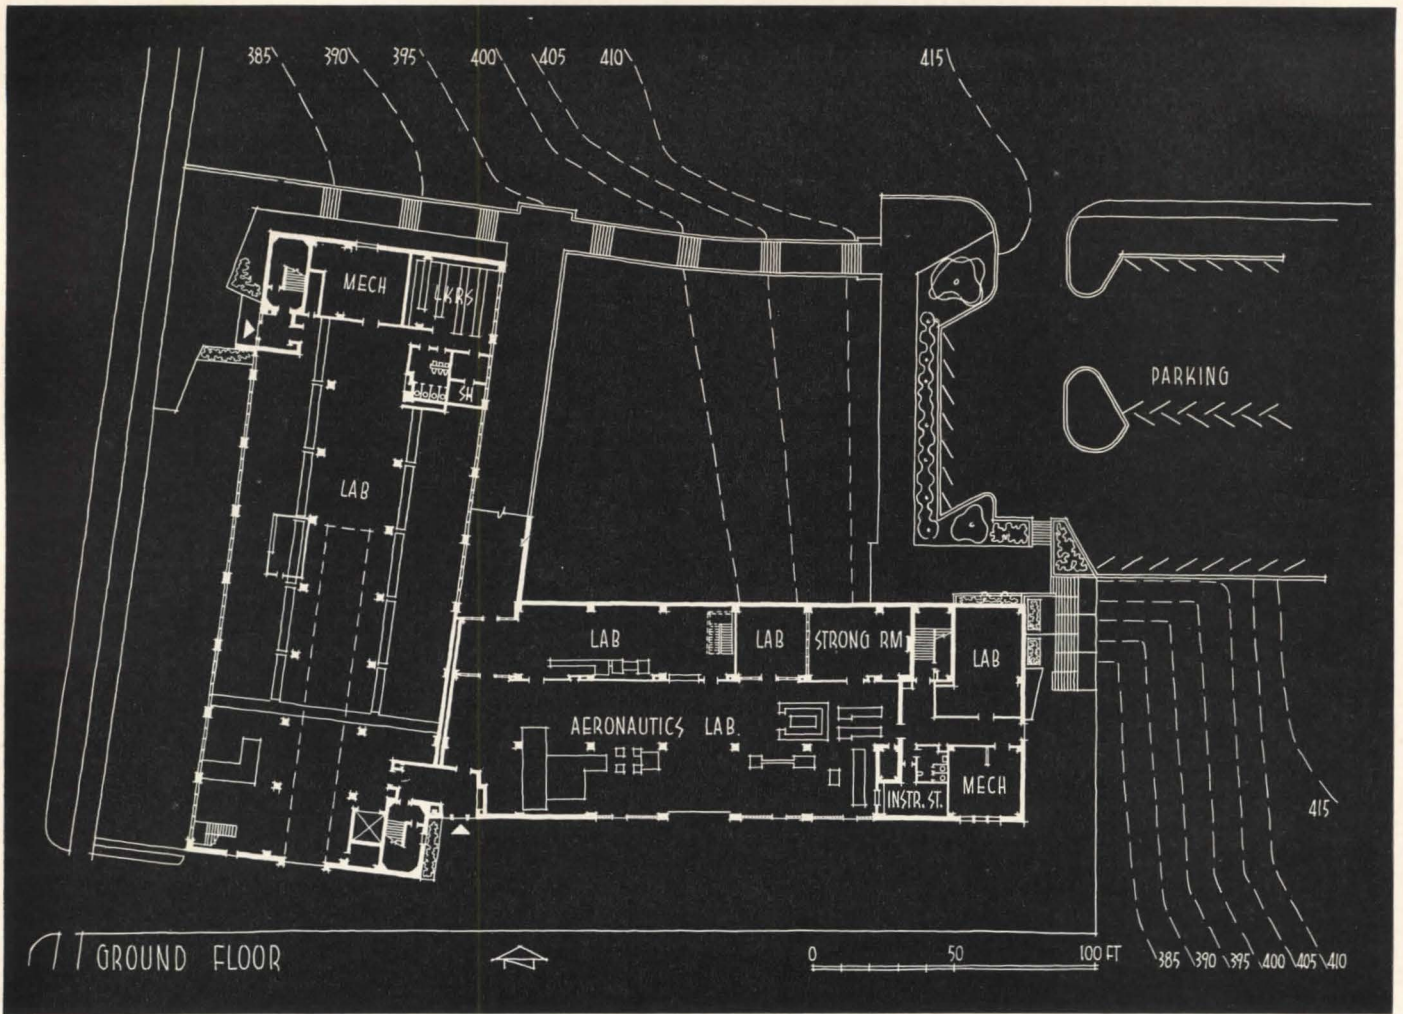 385 390 395 400 405 410 415
MECH
LKRS
PARKING
SH
LAB
LAB LAB STRONG RM LAB
AERONAUTICS LAB.
INSTR. ST. MECH
415
GROUND FLOOR
0 50 100 FT
385 390 395 400 405 410